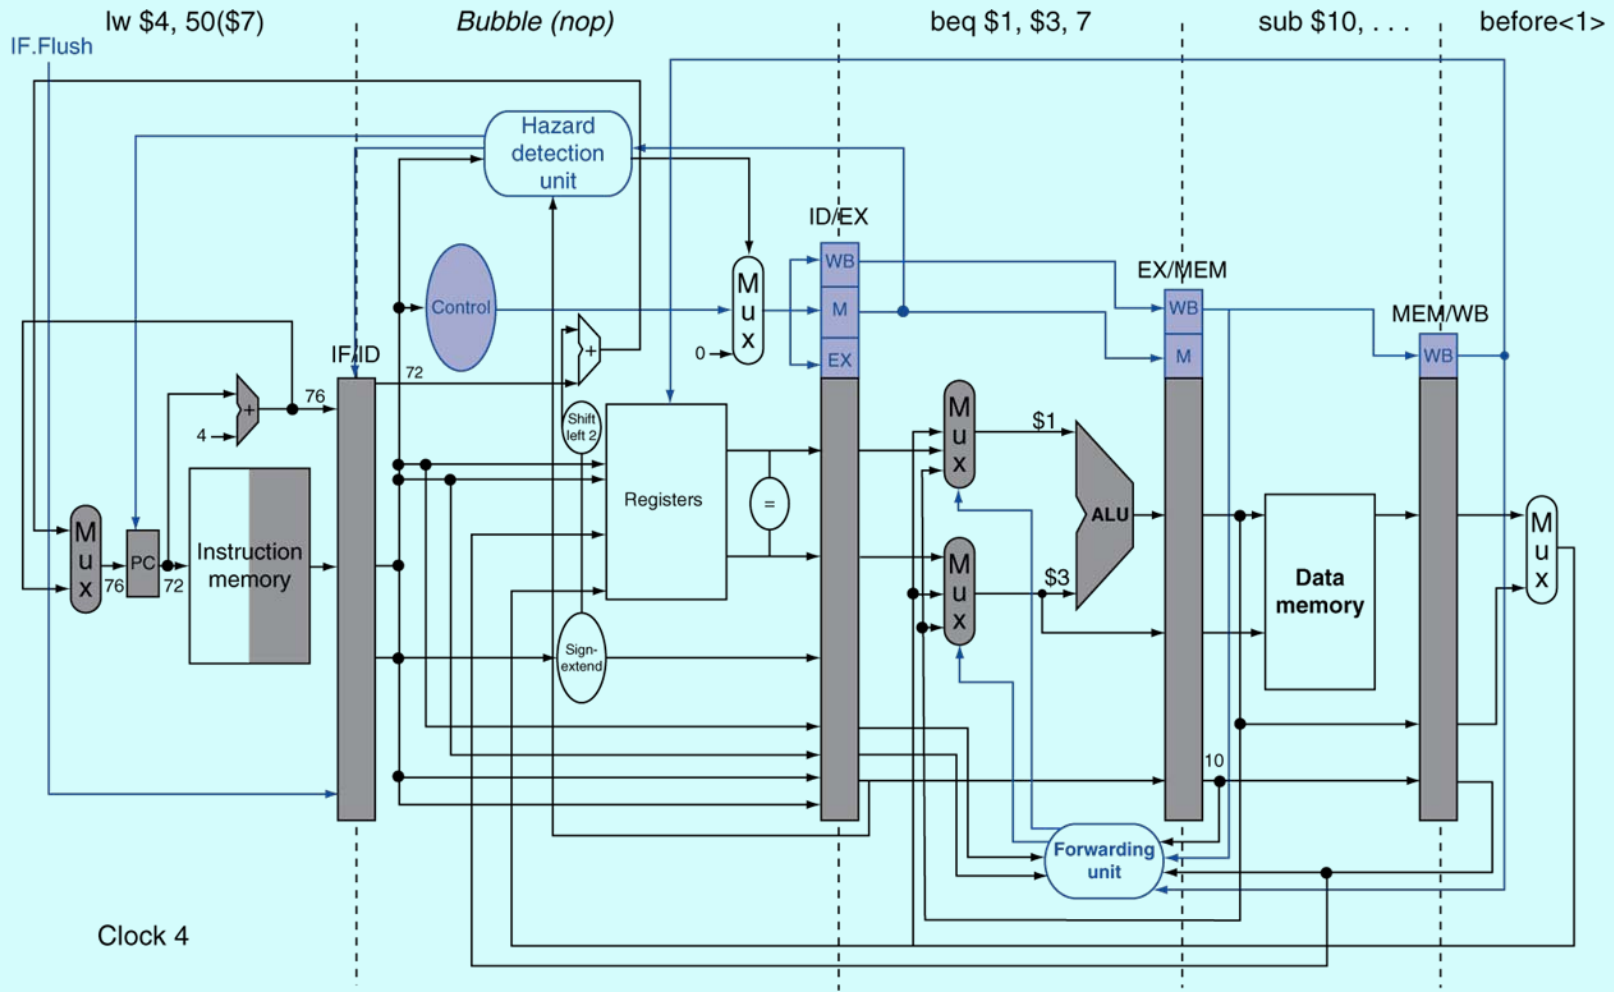 lw $4, 50($7)
Bubble (nop)
beq $1, $3, 7
sub $10, . . .
before<1>
IF.Flush
Hazard
detection
unit
ID/EX
WB
EX/MEM
Control
M
u
x
M
WB
MEM/WB
0
EX
M
WB
IF/ID
72
+
76
+
4
Shift
left 2
M
u
x
$1
Registers
=
ALU
M
u
x
76
PC
72
Instruction
memory
M
u
x
$3
Data
memory
M
u
x
Sign-
extend
10
Forwarding
unit
Clock 4